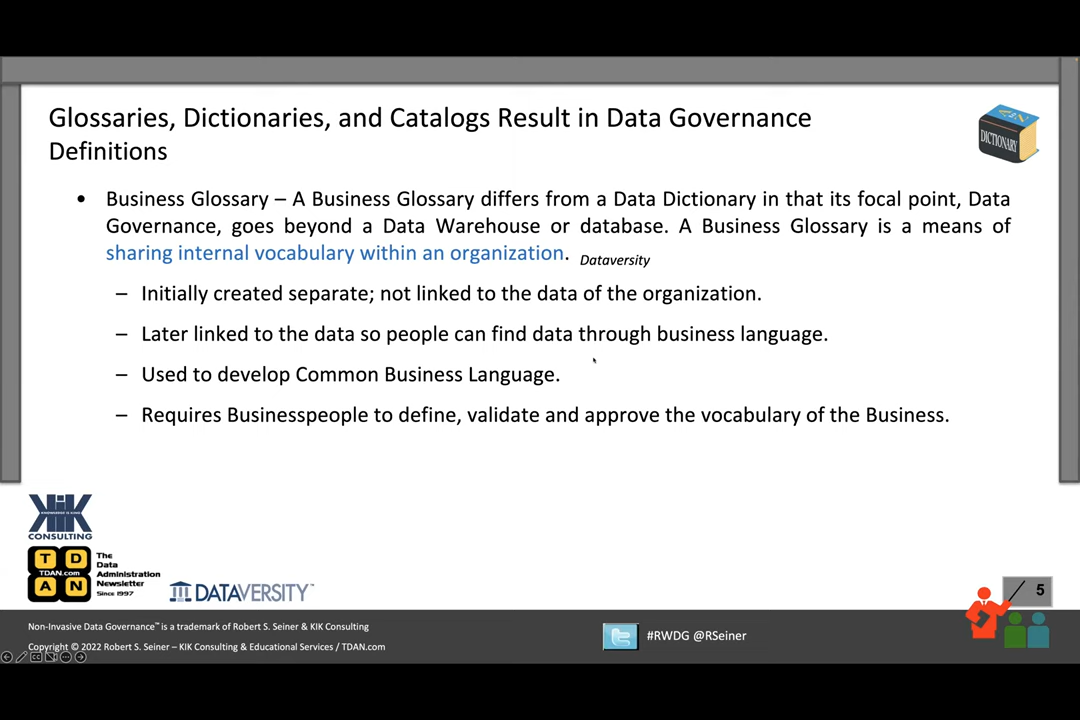 Glossaries, Dictionaries, and Catalogs Result in Data Governance
Definitions
DICTIONARY
• Business Glossary – A Business Glossary differs from a Data Dictionary in that its focal point, Data
Governance, goes beyond a Data Warehouse or database. A Business Glossary is a means of
sharing internal vocabulary within an organization. Dataversity
– Initially created separate; not linked to the data of the organization.
– Later linked to the data so people can find data through business language.
– Used to develop Common Business Language.
– Requires Businesspeople to define, validate and approve the vocabulary of the Business.
KIK
KNOWLEDGE IS KING
CONSULTING
T D
TDAN.com
A N
The
Data
Administration
Newsletter
Since 1997
DATAVERSITY™
5
Non-Invasive Data Governance™ is a trademark of Robert S. Seiner & KIK Consulting
Copyright © 2022 Robert S. Seiner – KIK Consulting & Educational Services / TDAN.com
#RWDG @RSeiner